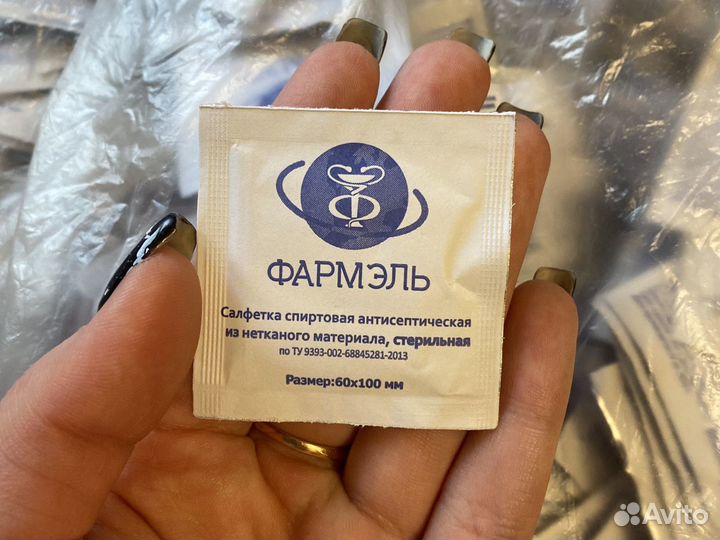 ФАРМЭЛЬ
Салфетка спиртовая антисептическая
из нетканого материала, стерильная
по ТУ 9393-002-68845281-2013
Размер:60х100 мм
Avito